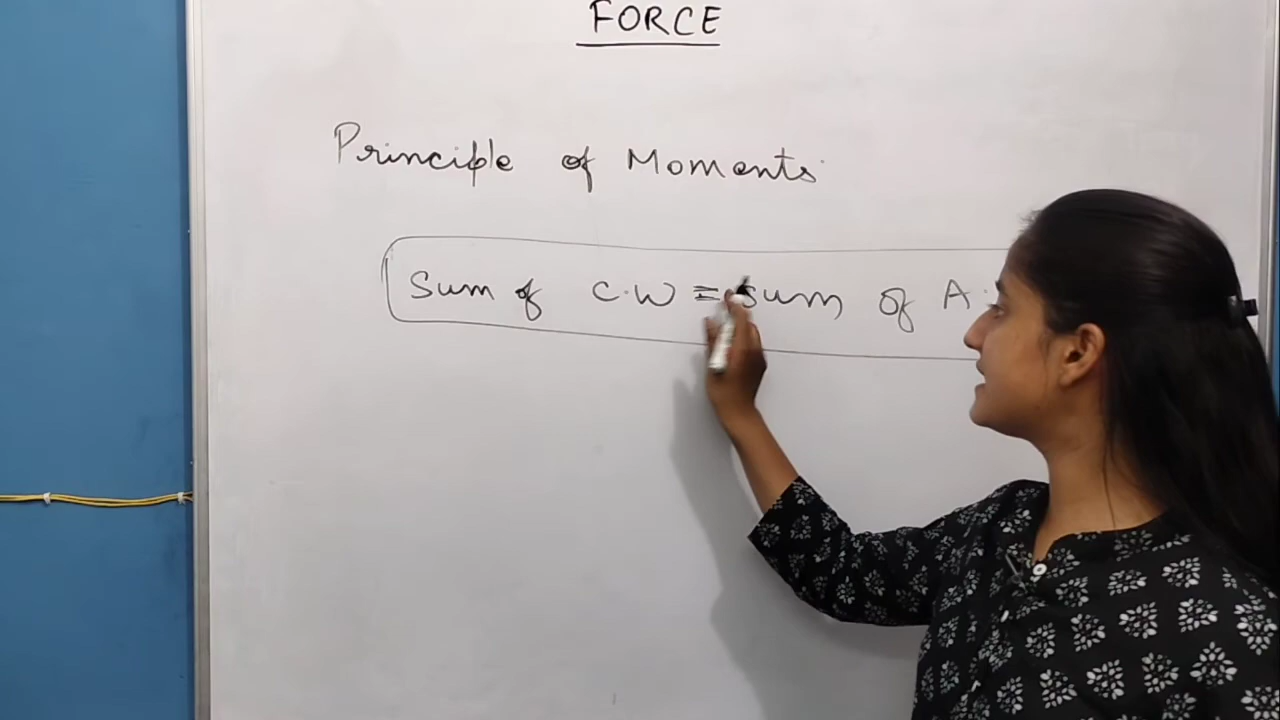 FORCE
Principle of Moments
Sum of C.W = Sum of A.